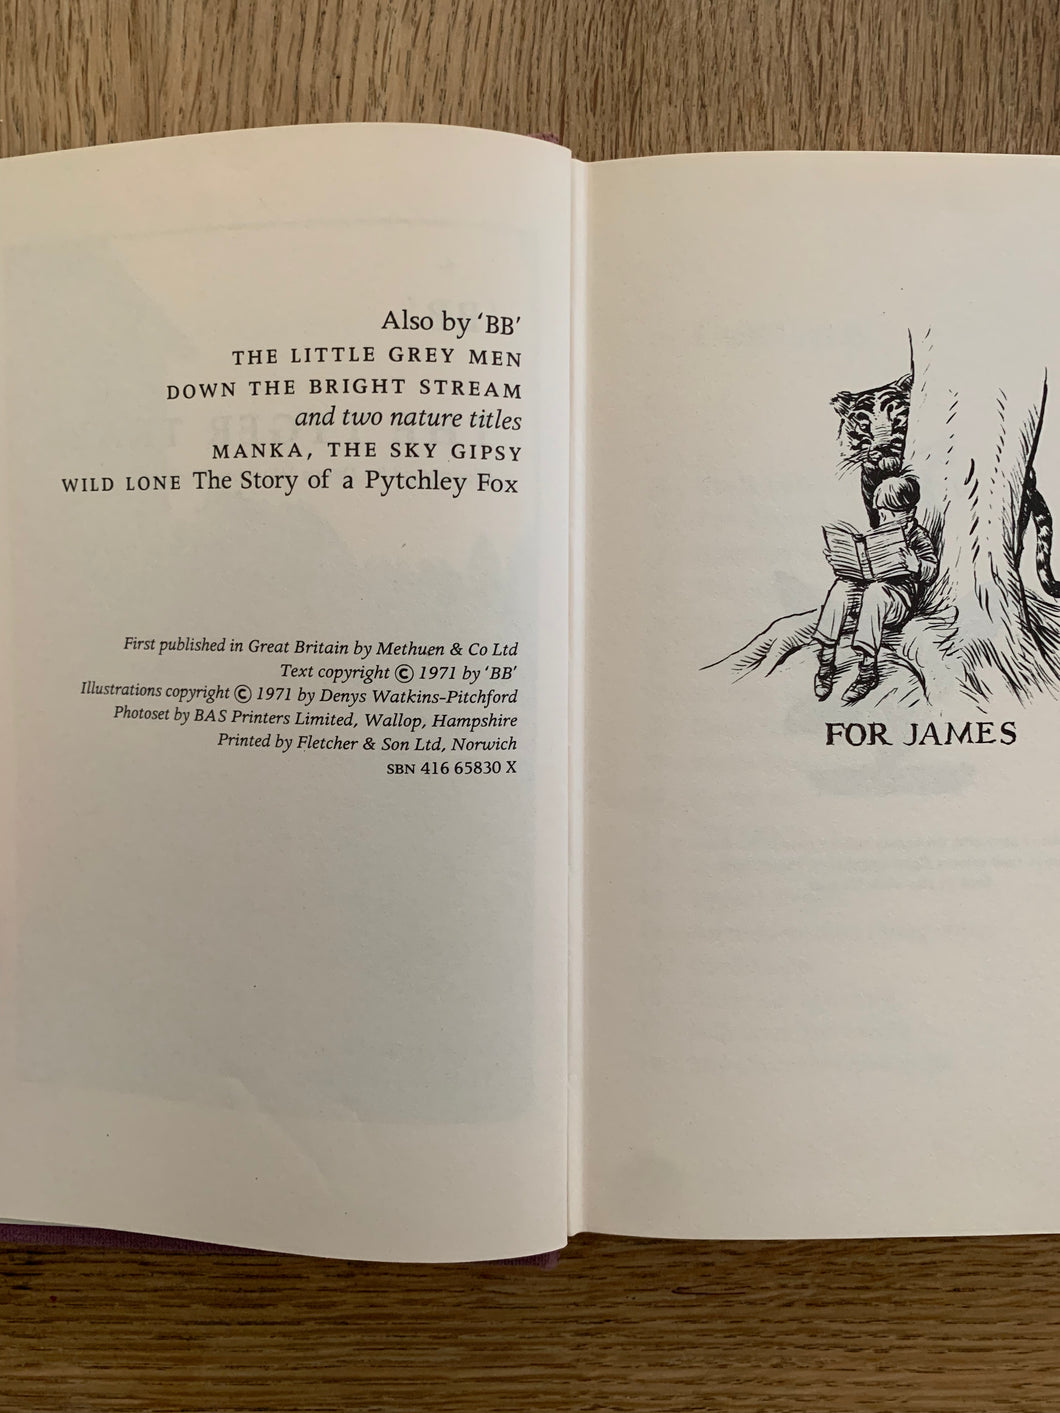 Also by ‘BB’
THE LITTLE GREY MEN
DOWN THE BRIGHT STREAM
and two nature titles
MANKA, THE SKY GIPSY
WILD LONE The Story of a Pytchley Fox
First published in Great Britain by Methuen & Co Ltd
Text copyright © 1971 by ‘BB’
Illustrations copyright © 1971 by Denys Watkins-Pitchford
Photoset by BAS Printers Limited, Wallop, Hampshire
Printed by Fletcher & Son Ltd, Norwich
SBN 416 65830 X
FOR JAMES